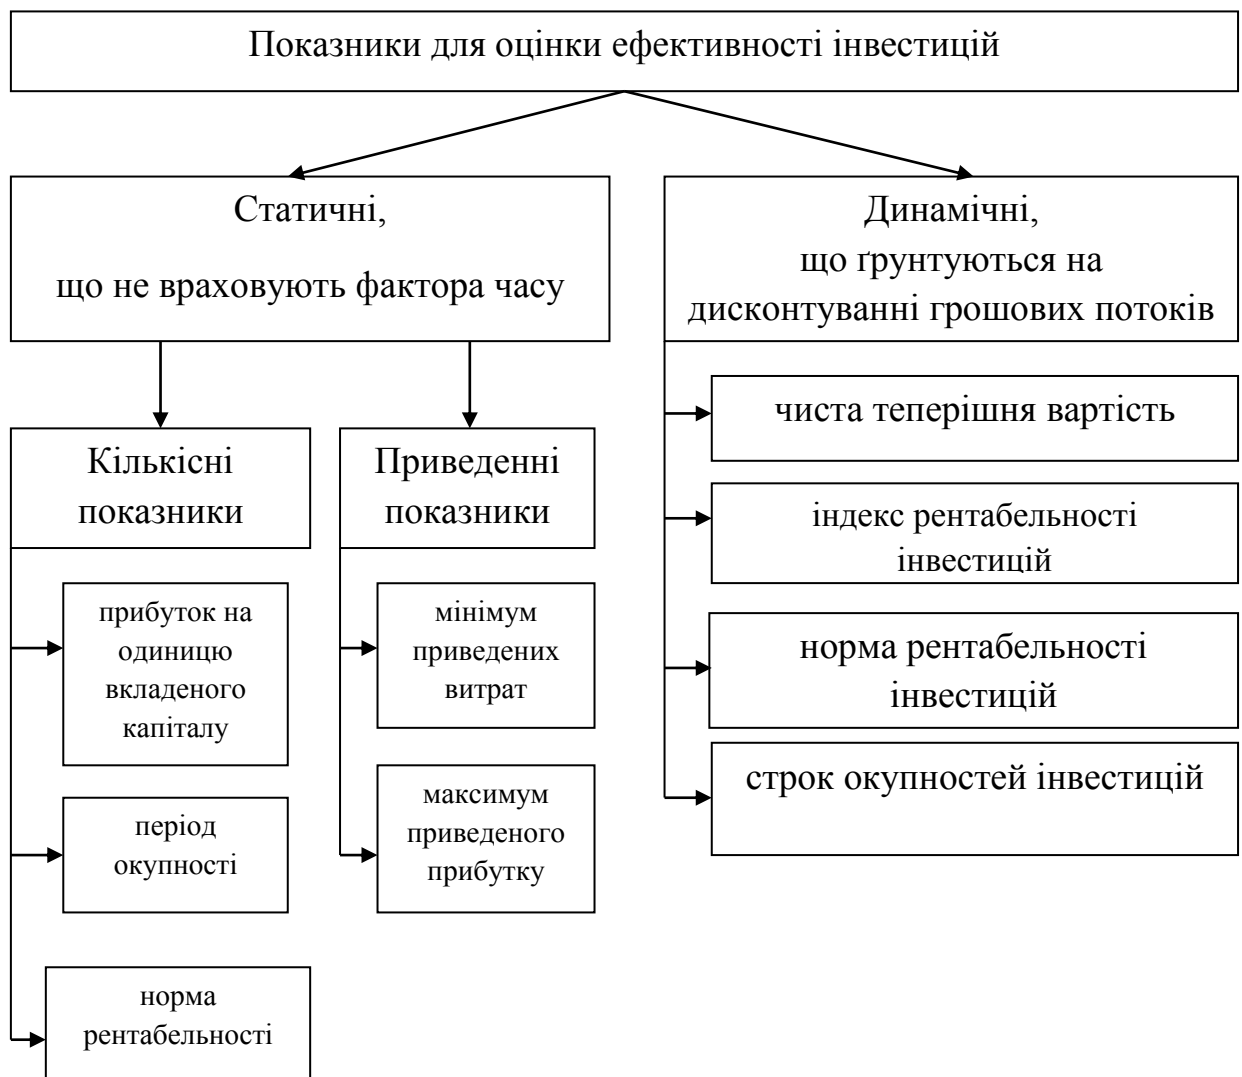 Показники для оцінки ефективності інвестицій
Статичні,
що не враховують фактора часу
Кількісні
показники
прибуток на
одиницю
вкладеного
капіталу
період
окупності
норма
рентабельності
Приведенні
показники
мінімум
приведених
витрат
максимум
приведеного
прибутку
Динамічні,
що ґрунтуються на
дисконтуванні грошових потоків
чиста теперішня вартість
індекс рентабельності
інвестицій
норма рентабельності
інвестицій
строк окупностей інвестицій